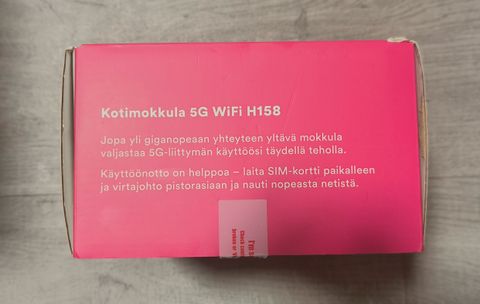 Kotimokkula 5G WiFi H158
Jopa yli giganopeaan yhteyteen yltävä mokkula
valjastaa 5G-liittymän käyttöösi täydellä teholla.
Käyttöönotto on helppoa – laita SIM-kortti paikalleen
ja virtajohto pistorasiaan ja nauti nopeasta netistä.